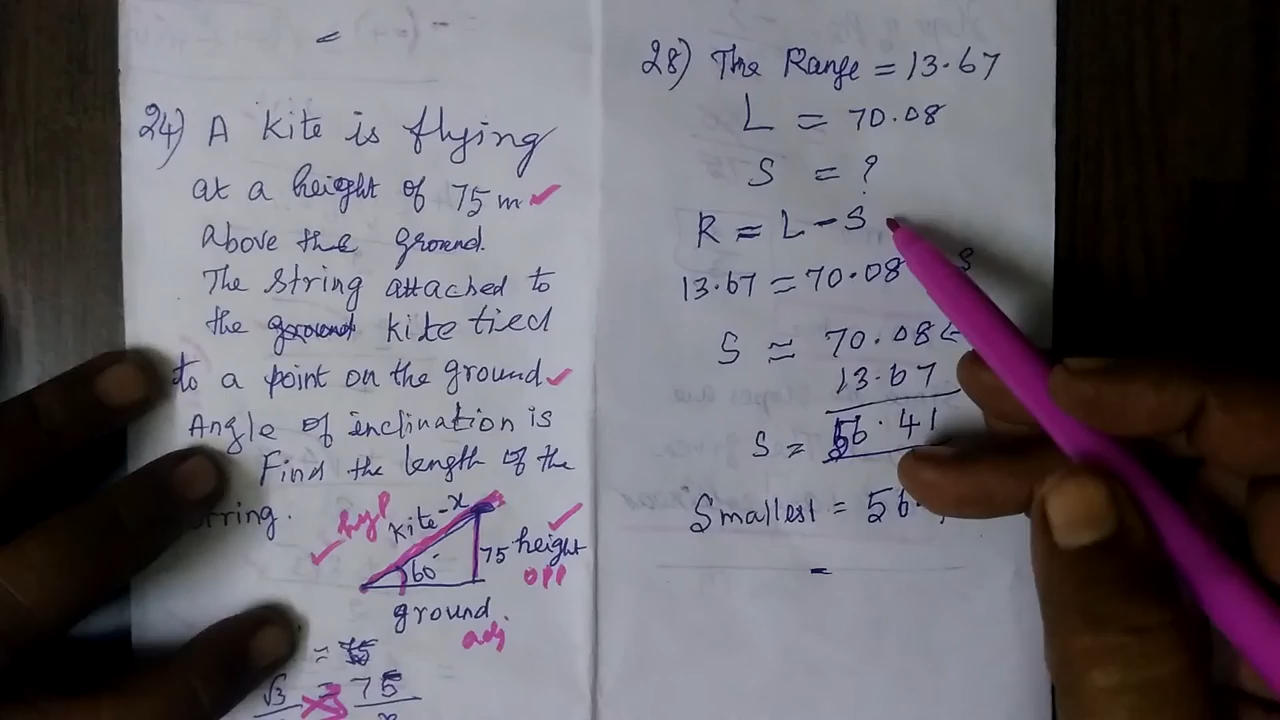 24) A kite is flying
at a height of 75 m
Above the ground.
The string attached to
the ground kite tied
to a point on the ground
Angle of inclination is
Find the length of the
hyp
kite-x
60°
75 height
opp
ground
adj
= 75
√3 = 75
28) The Range = 13.67
L = 70.08
S = ?
R = L - S
13.67 = 70.08 S
S = 70.08
13.67
S = 56.41
Smallest = 56.